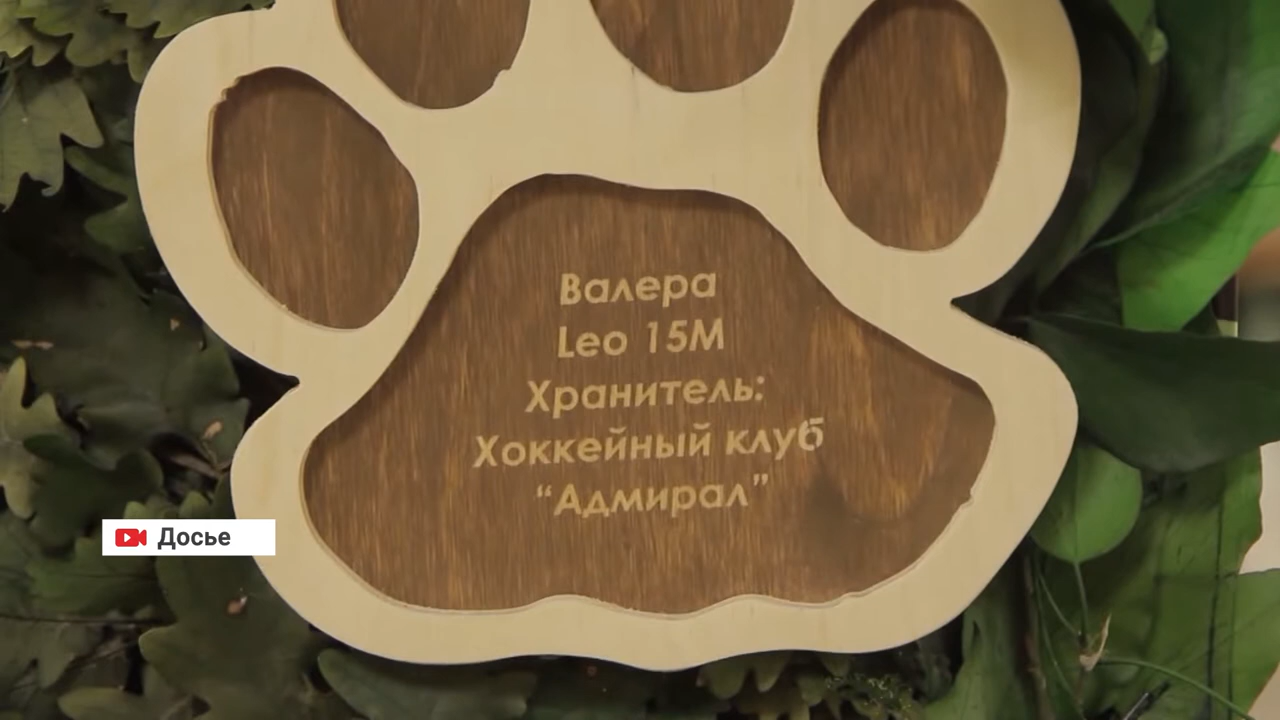 Валера
Leo 15M
Хранитель:
Хоккейный клуб
“Адмирал”
Досье